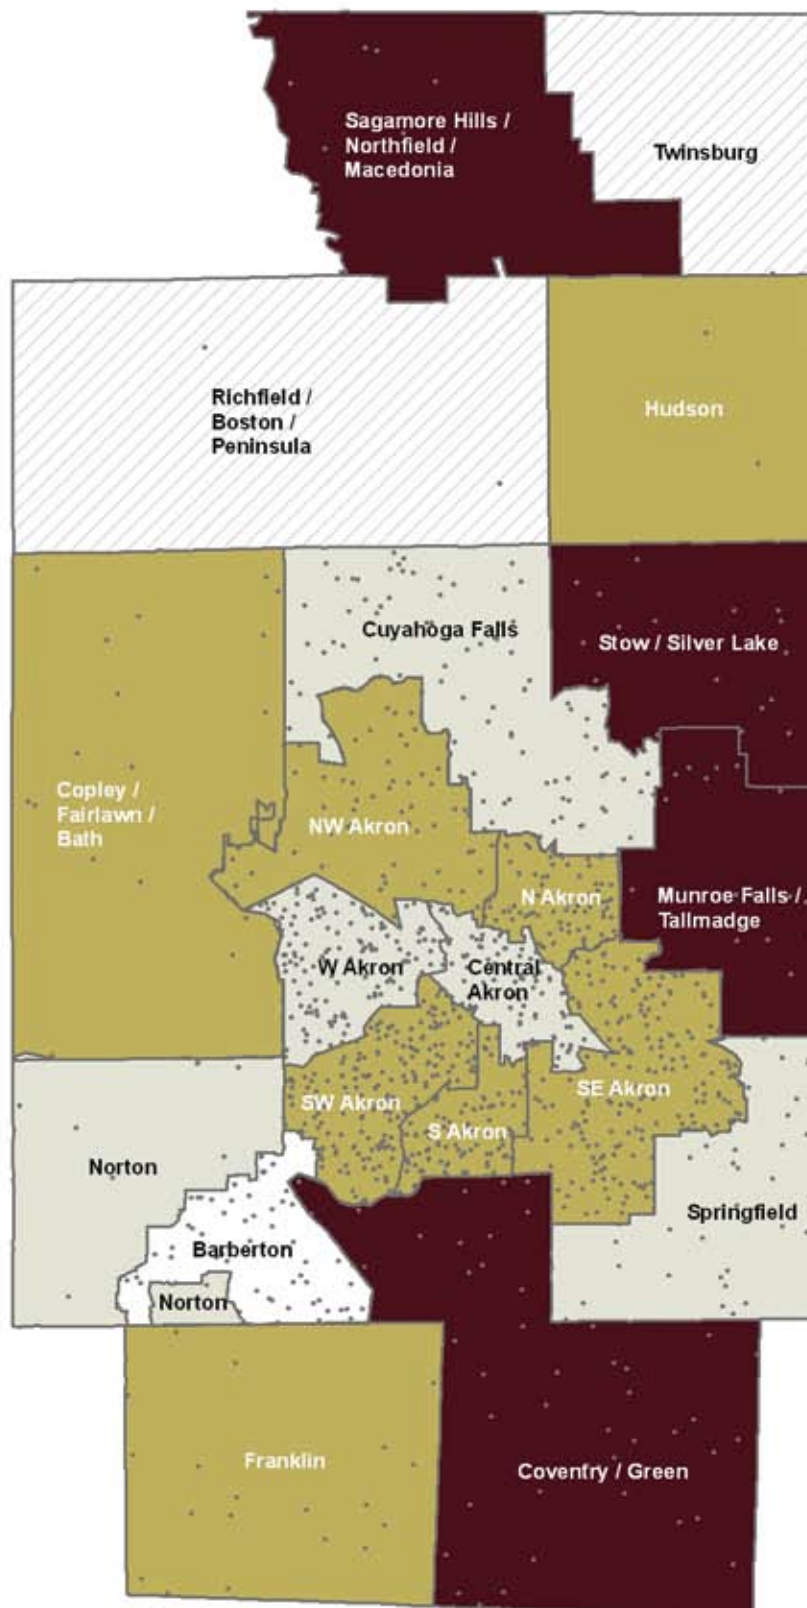 Sagamore Hills /
Northfield /
Macedonia
Twinsburg
Richfield /
Boston /
Peninsula
Hudson
Cuyahoga Falls
Stow / Silver Lake
Copley /
Fairlawn /
Bath
NW Akron
N Akron
Munroe Falls /
Tallmadge
W Akron
Central
Akron
SW Akron
SE Akron
S Akron
Norton
Springfield
Barberton
Norton
Franklin
Coventry / Green